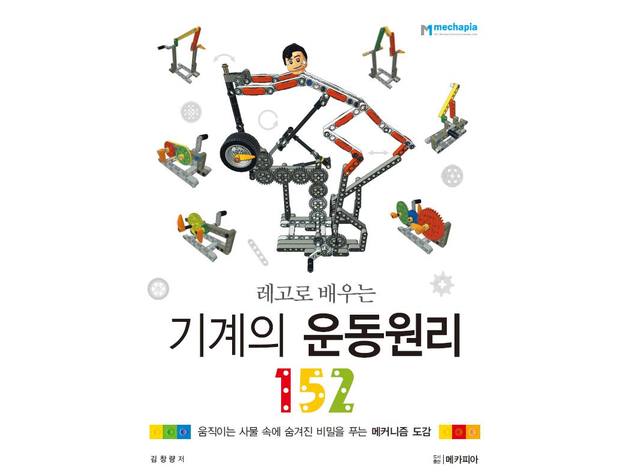 mechapia
레고로 배우는
기계의 운동원리
152
움직이는 사물 속에 숨겨진 비밀을 푸는 메커니즘 도감
김창량 저
메카피아